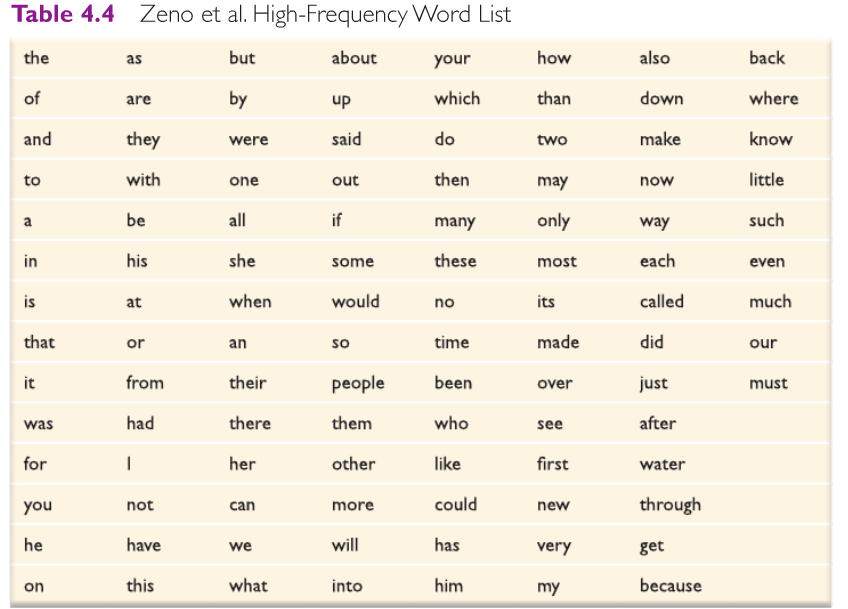 Table 4.4 Zeno et al. High-Frequency Word List
the as but about your how also back
of are by up which than down where
and they were said do two make know
to with one out then may now little
a be all if many only way such
in his she some these most each even
is at when would no its called much
that or an so time made did our
it from their people been over just must
was had there them who see after
for I her other like first water
you not can more could new through
he have we will has very get
on this what into him my because